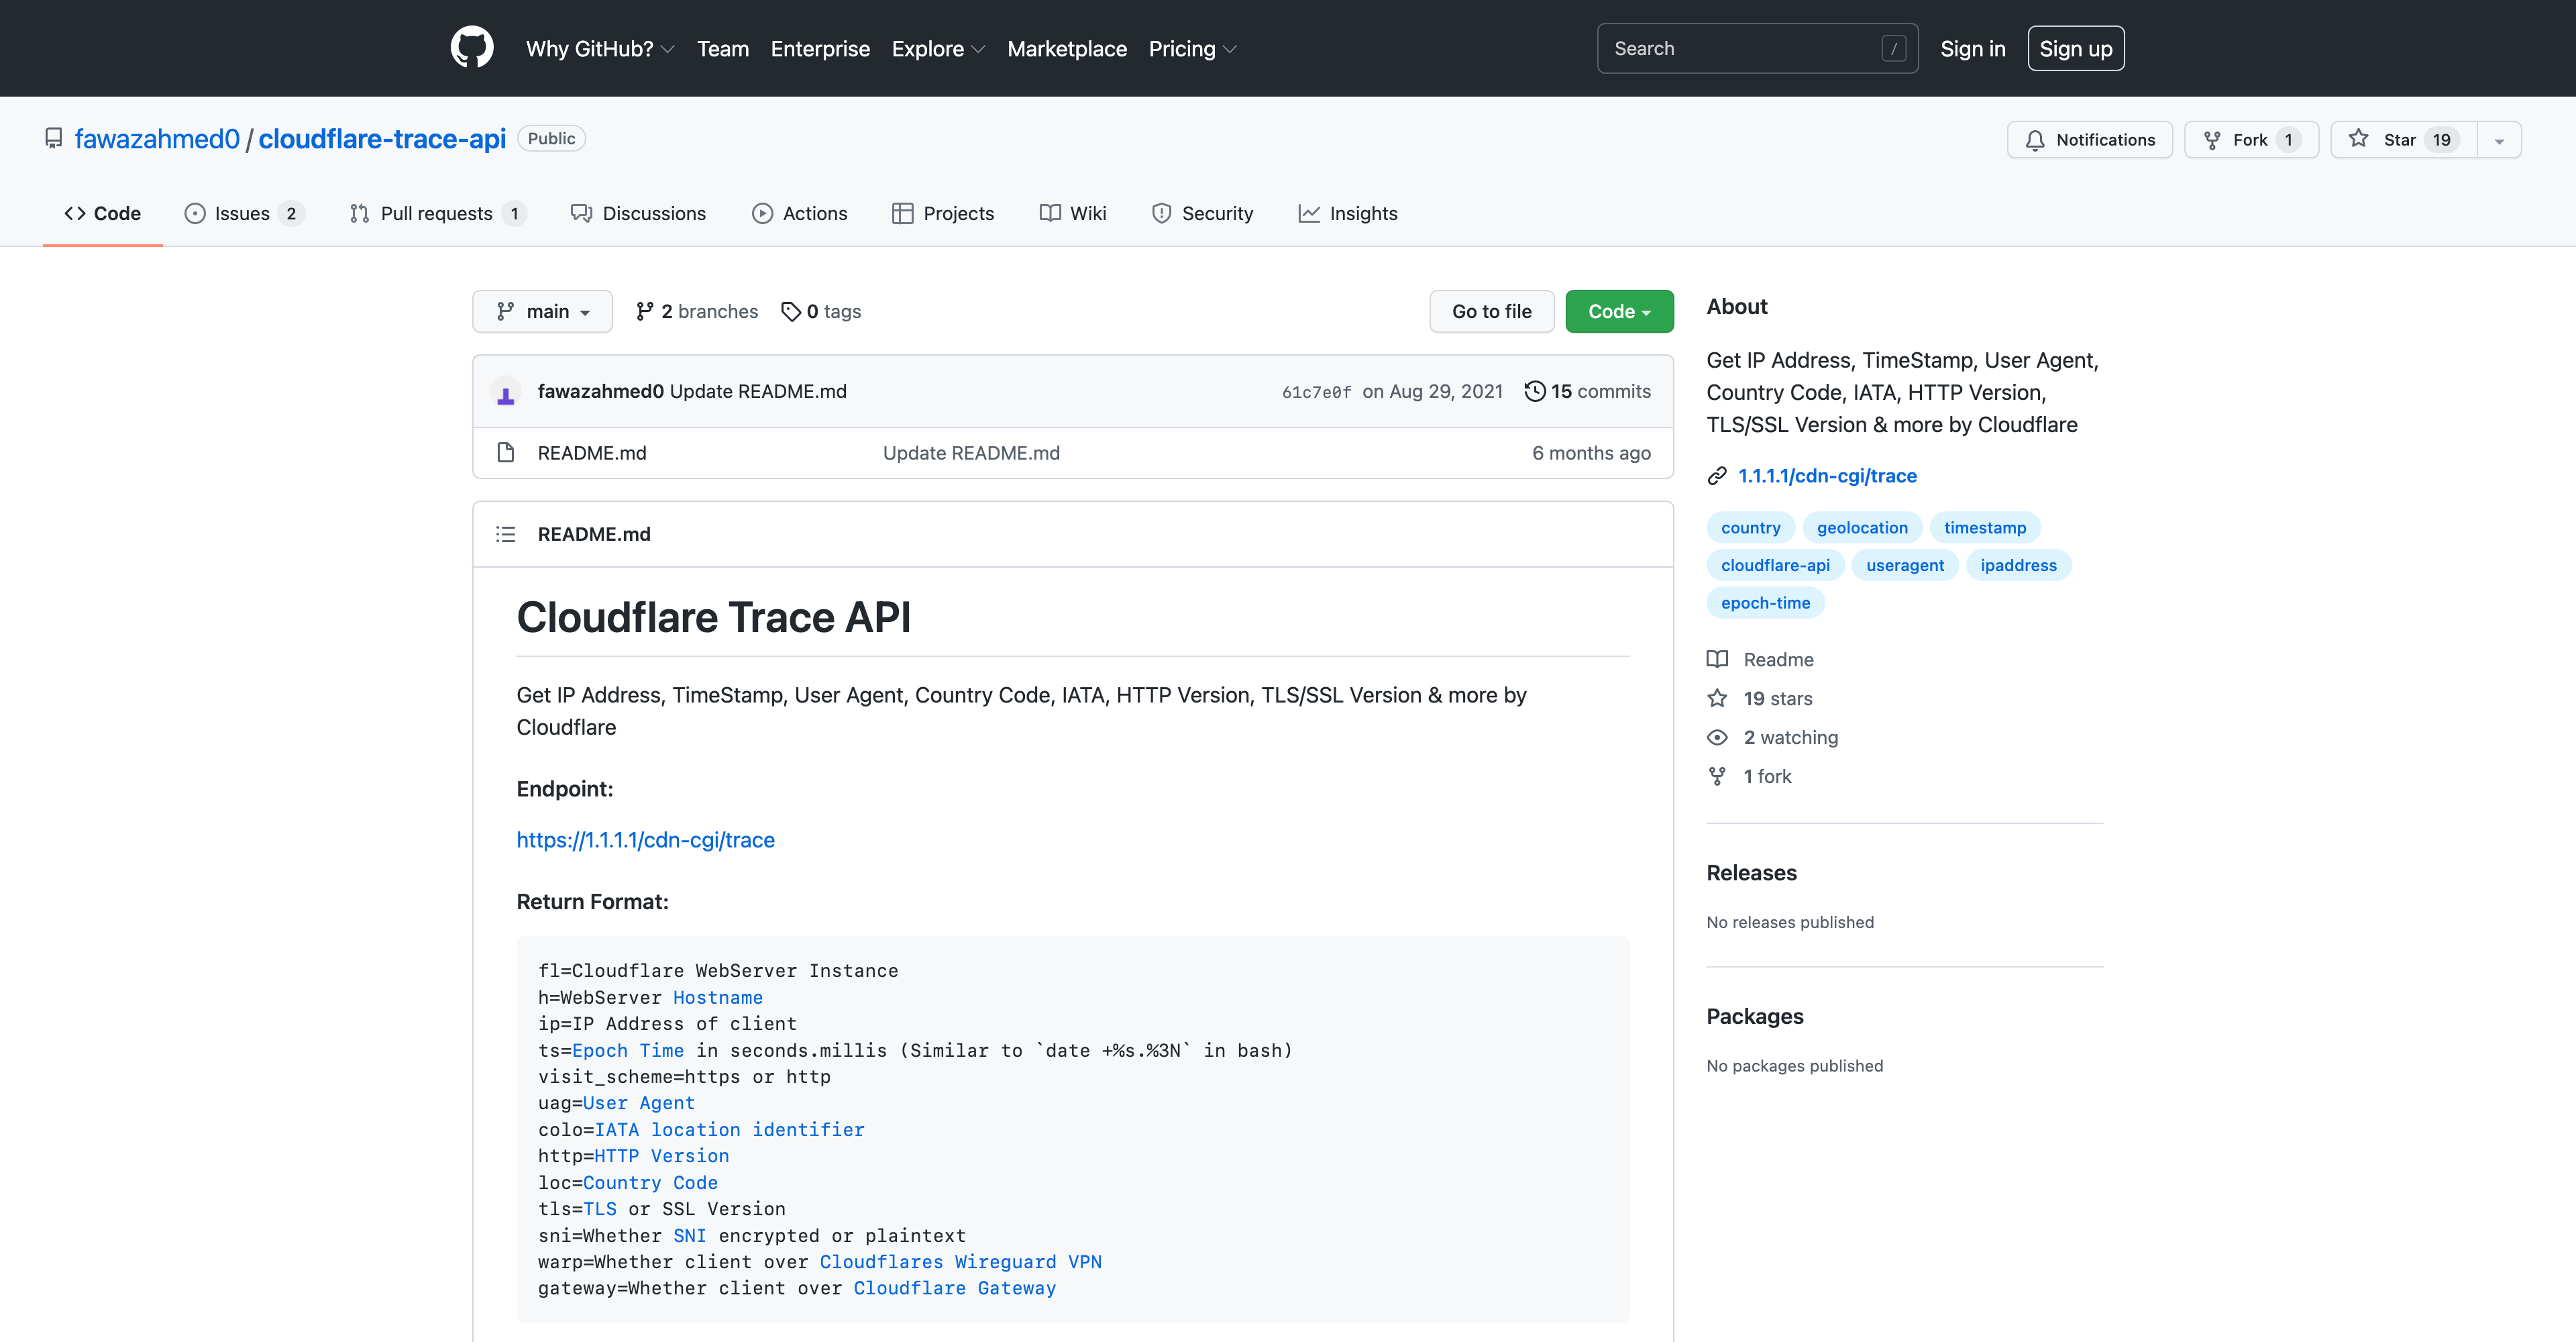 Why GitHub? Team Enterprise Explore Marketplace Pricing Search / Sign in Sign up
fawazahmed0 / cloudflare-trace-api Public Notifications Fork 1 Star 19
Code Issues 2 Pull requests 1 Discussions Actions Projects Wiki Security Insights
main 2 branches 0 tags Go to file Code
fawazahmed0 Update README.md 61c7e0f on Aug 29, 2021 15 commits
README.md Update README.md 6 months ago
README.md
Cloudflare Trace API
Get IP Address, TimeStamp, User Agent, Country Code, IATA, HTTP Version, TLS/SSL Version & more by
Cloudflare
Endpoint:
https://1.1.1.1/cdn-cgi/trace
Return Format:
fl=Cloudflare WebServer Instance
h=WebServer Hostname
ip=IP Address of client
ts=Epoch Time in seconds.millis (Similar to `date +%s.%3N` in bash)
visit_scheme=https or http
uag=User Agent
colo=IATA location identifier
http=HTTP Version
loc=Country Code
tls=TLS or SSL Version
sni=Whether SNI encrypted or plaintext
warp=Whether client over Cloudflares Wireguard VPN
gateway=Whether client over Cloudflare Gateway
About
Get IP Address, TimeStamp, User Agent,
Country Code, IATA, HTTP Version,
TLS/SSL Version & more by Cloudflare
1.1.1.1/cdn-cgi/trace
country geolocation timestamp
cloudflare-api useragent ipaddress
epoch-time
Readme
19 stars
2 watching
1 fork
Releases
No releases published
Packages
No packages published